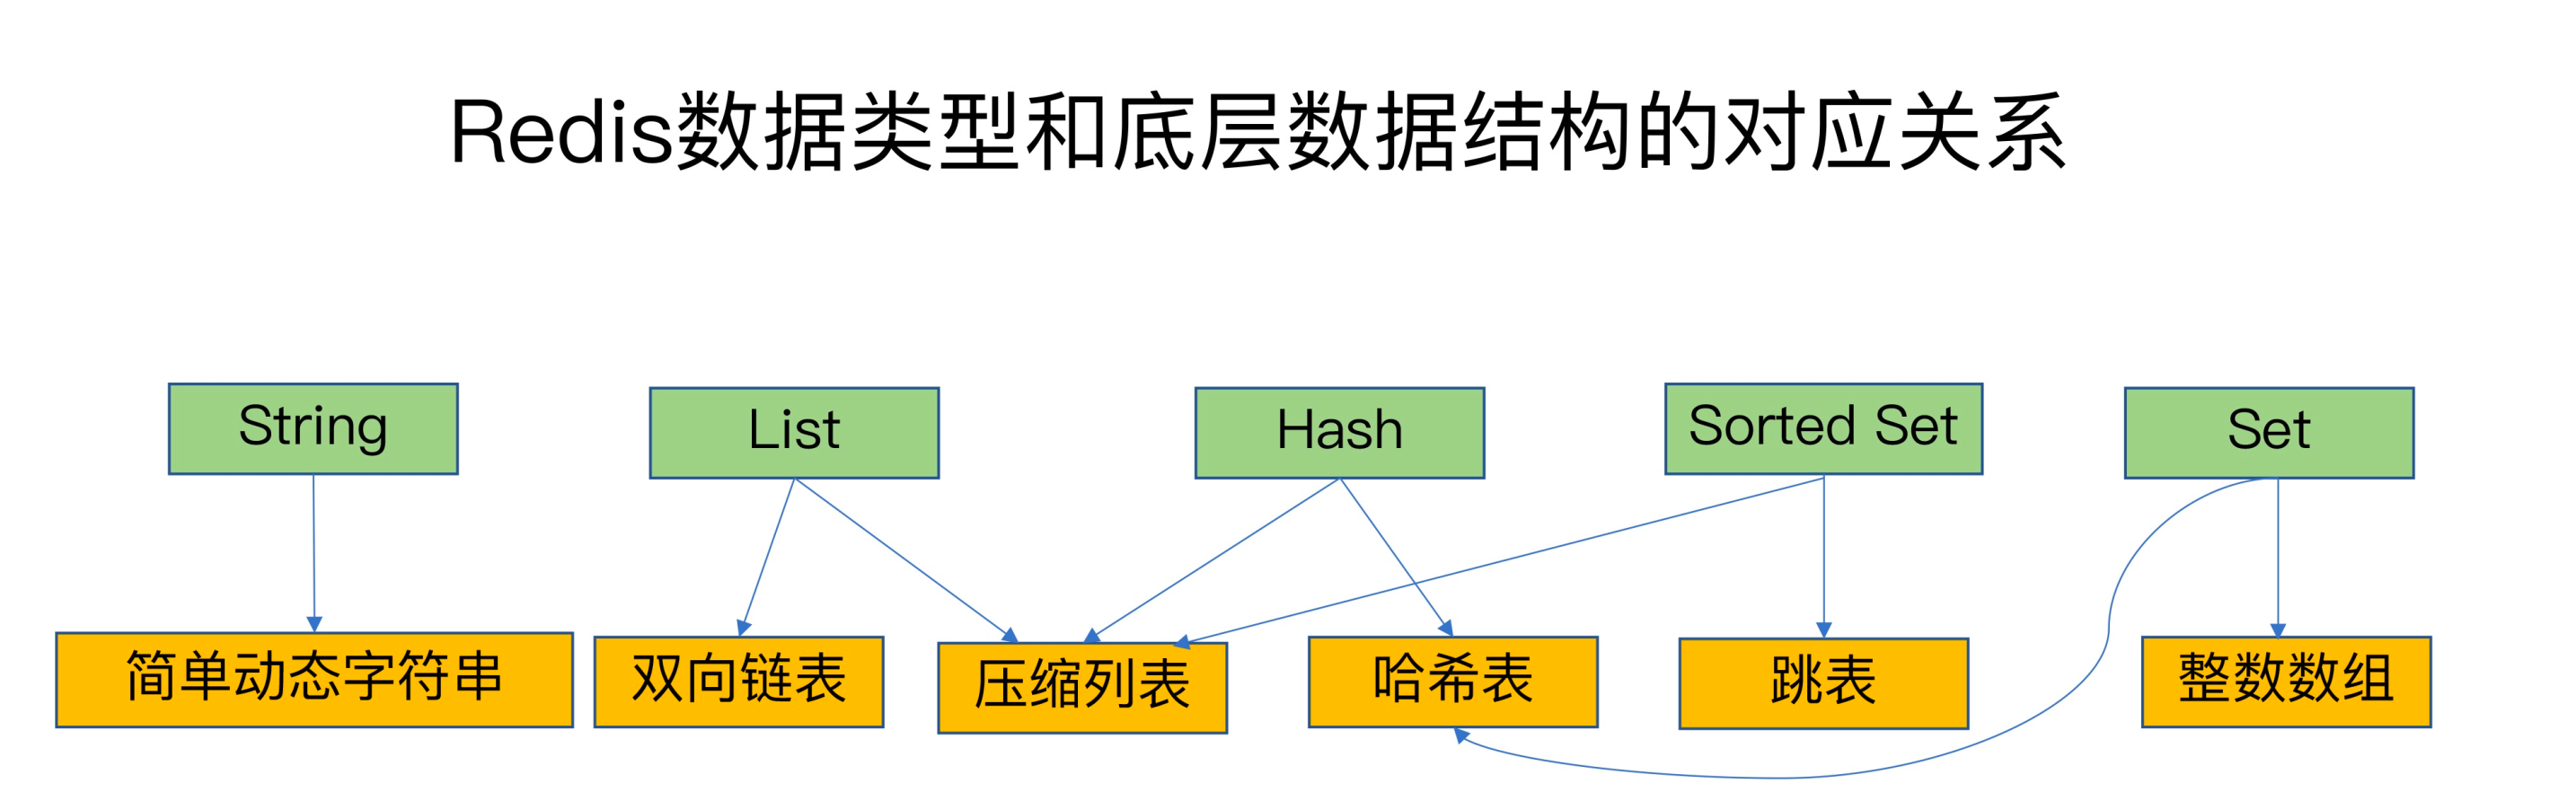 Redis数据类型和底层数据结构的对应关系
String
List
Hash
Sorted Set
Set
简单动态字符串
双向链表
压缩列表
哈希表
跳表
整数数组